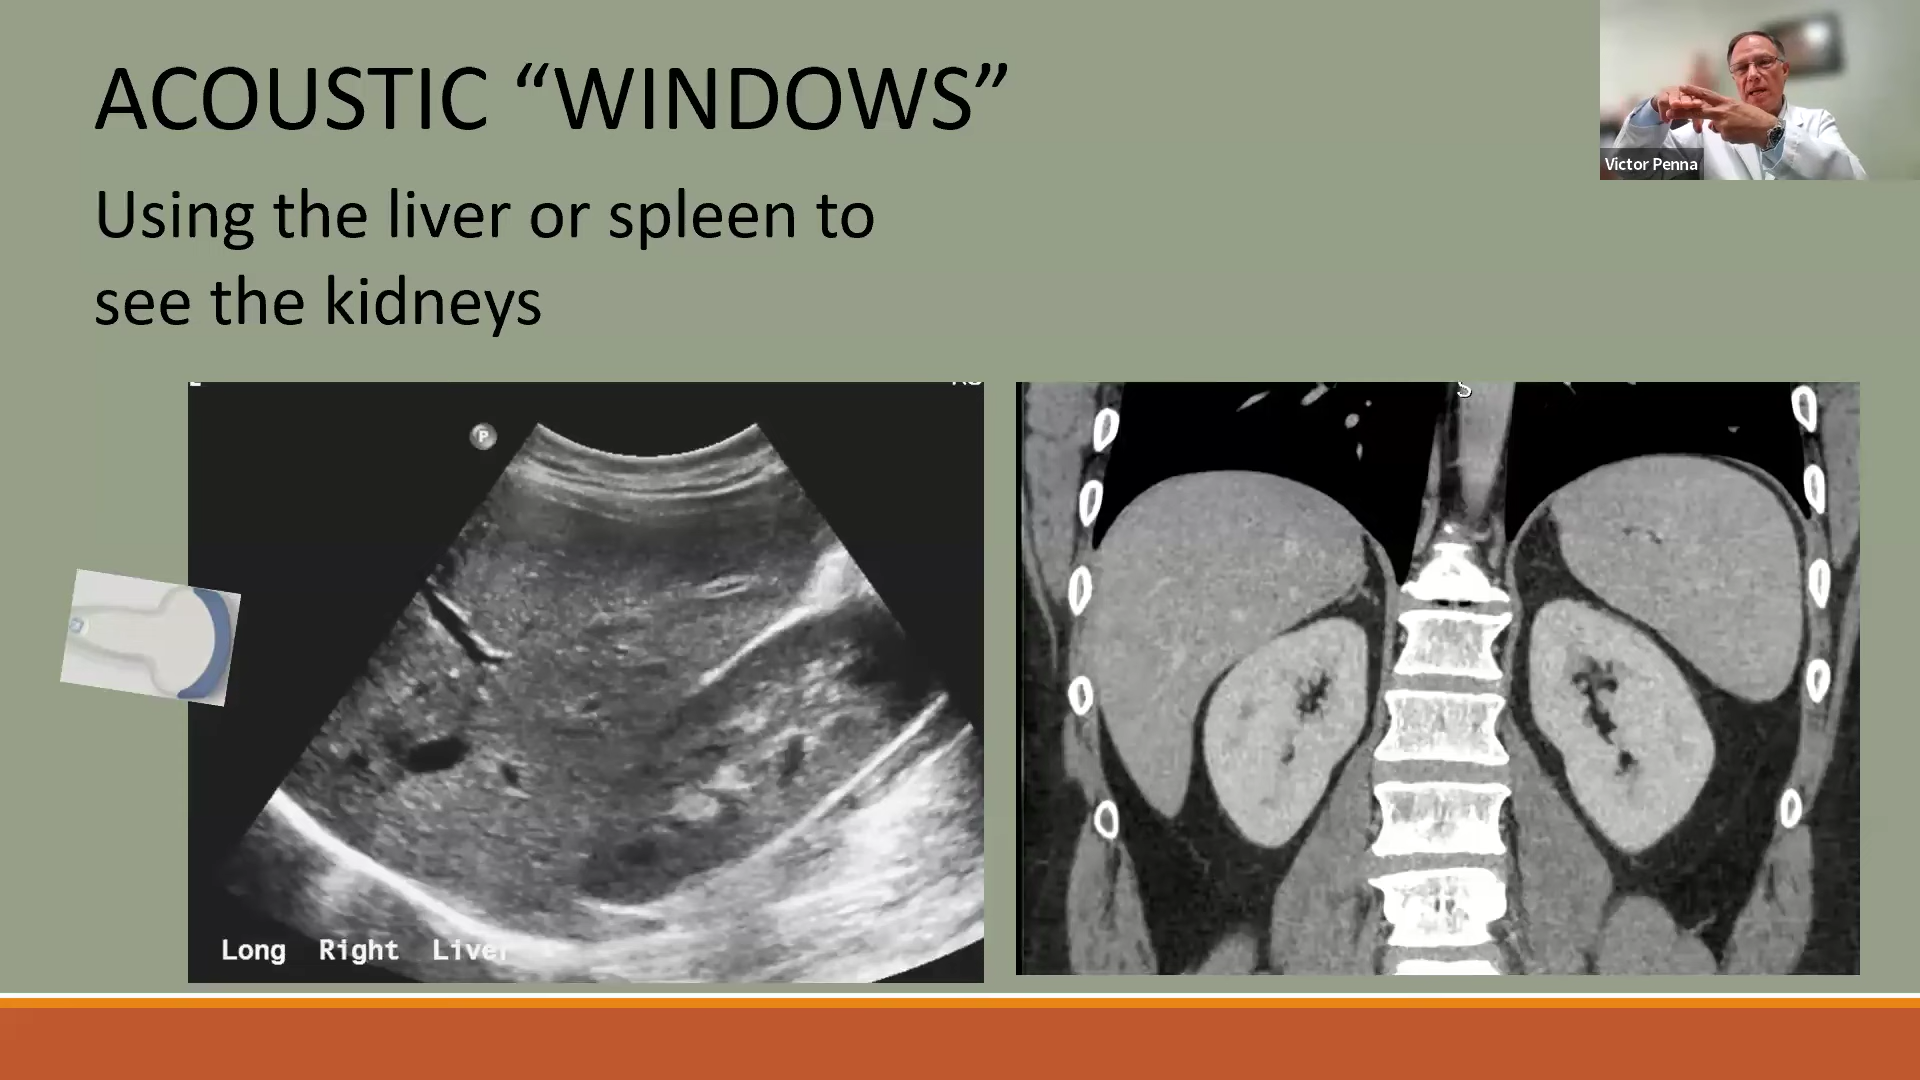 ACOUSTIC “WINDOWS”
Victor Penna
Using the liver or spleen to
see the kidneys
P
S
Long Right Liver